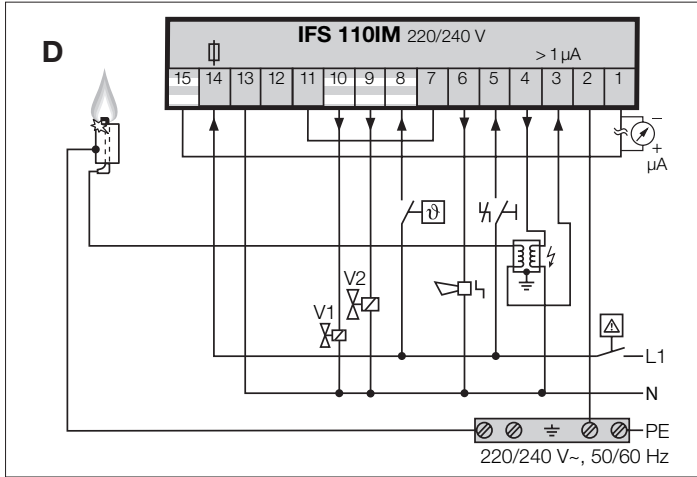 D
IFS 110IM 220/240 V
> 1 µA
15 14 13 12 11 10 9 8 7 6 5 4 3 2 1
–
+
µA
ϑ
V2
V1
L1
N
PE
220/240 V~, 50/60 Hz